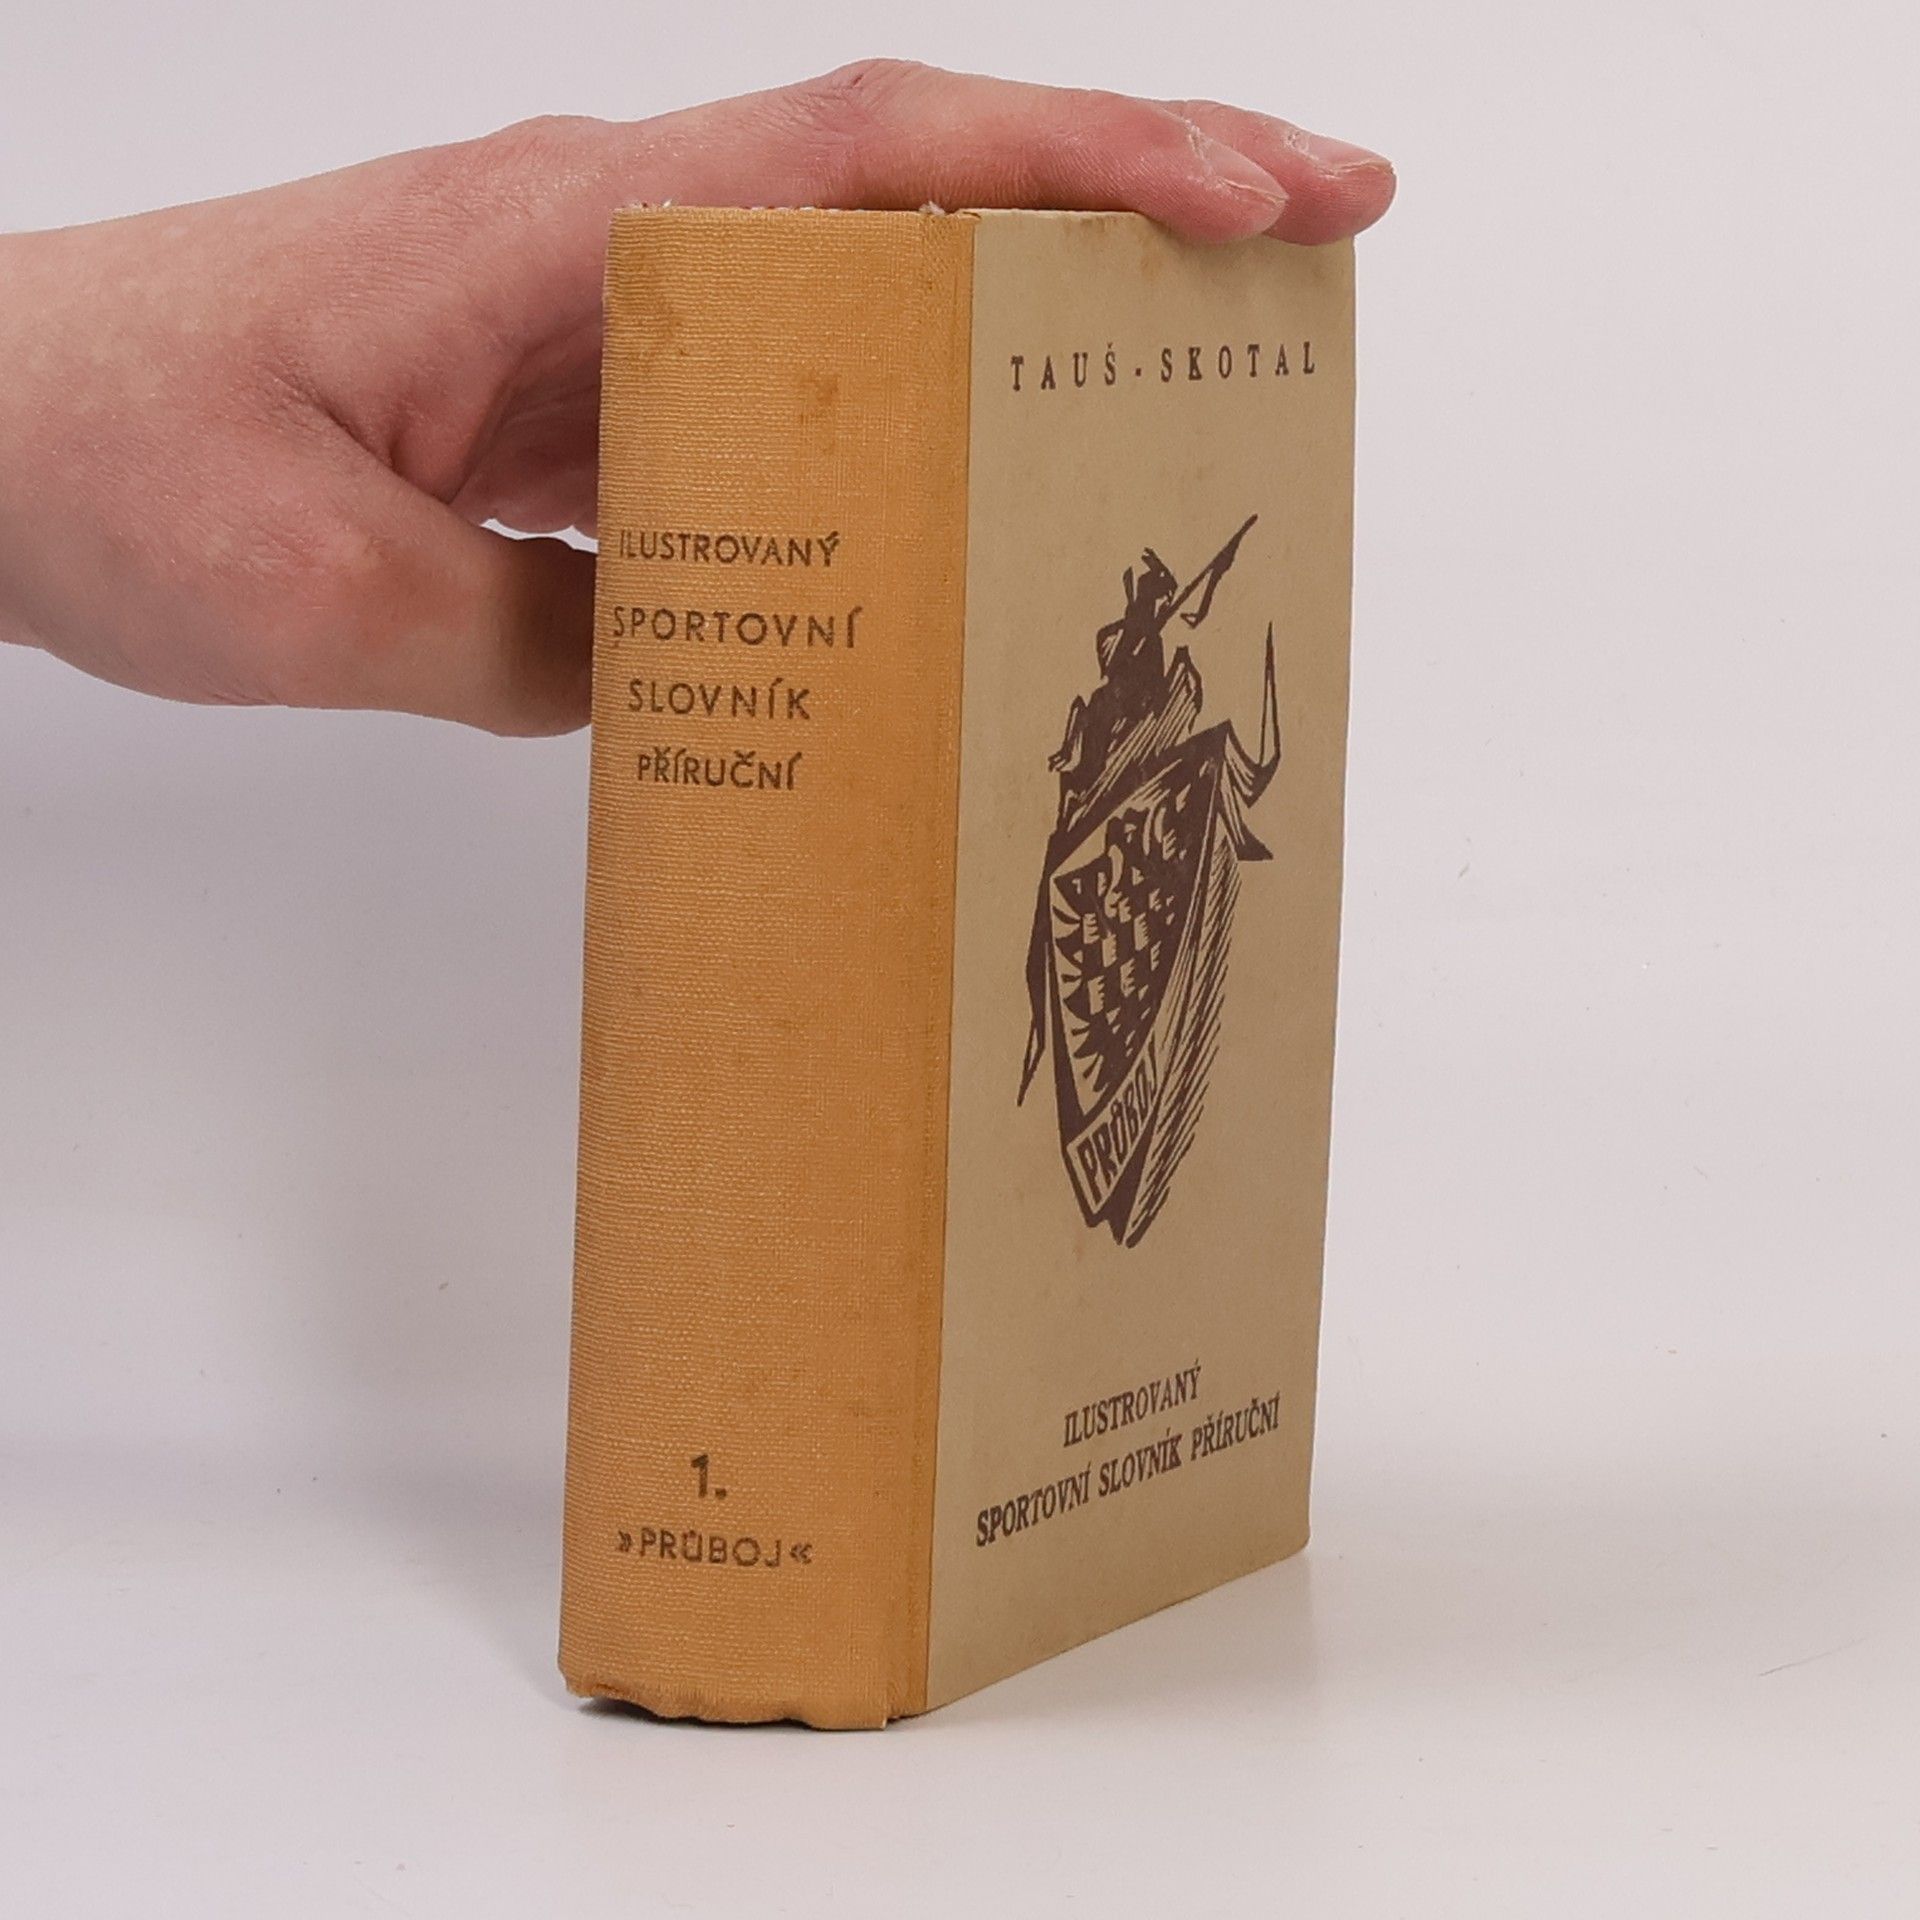 ILUSTROVANÝ
SPORTOVNÍ
SLOVNÍK
PŘÍRUČNÍ
1.
»PRŮBOJ«
TAUŠ-SKOTAL
PRŮBOJ
ILUSTROVANÝ
SPORTOVNÍ SLOVNÍK PŘÍRUČNÍ